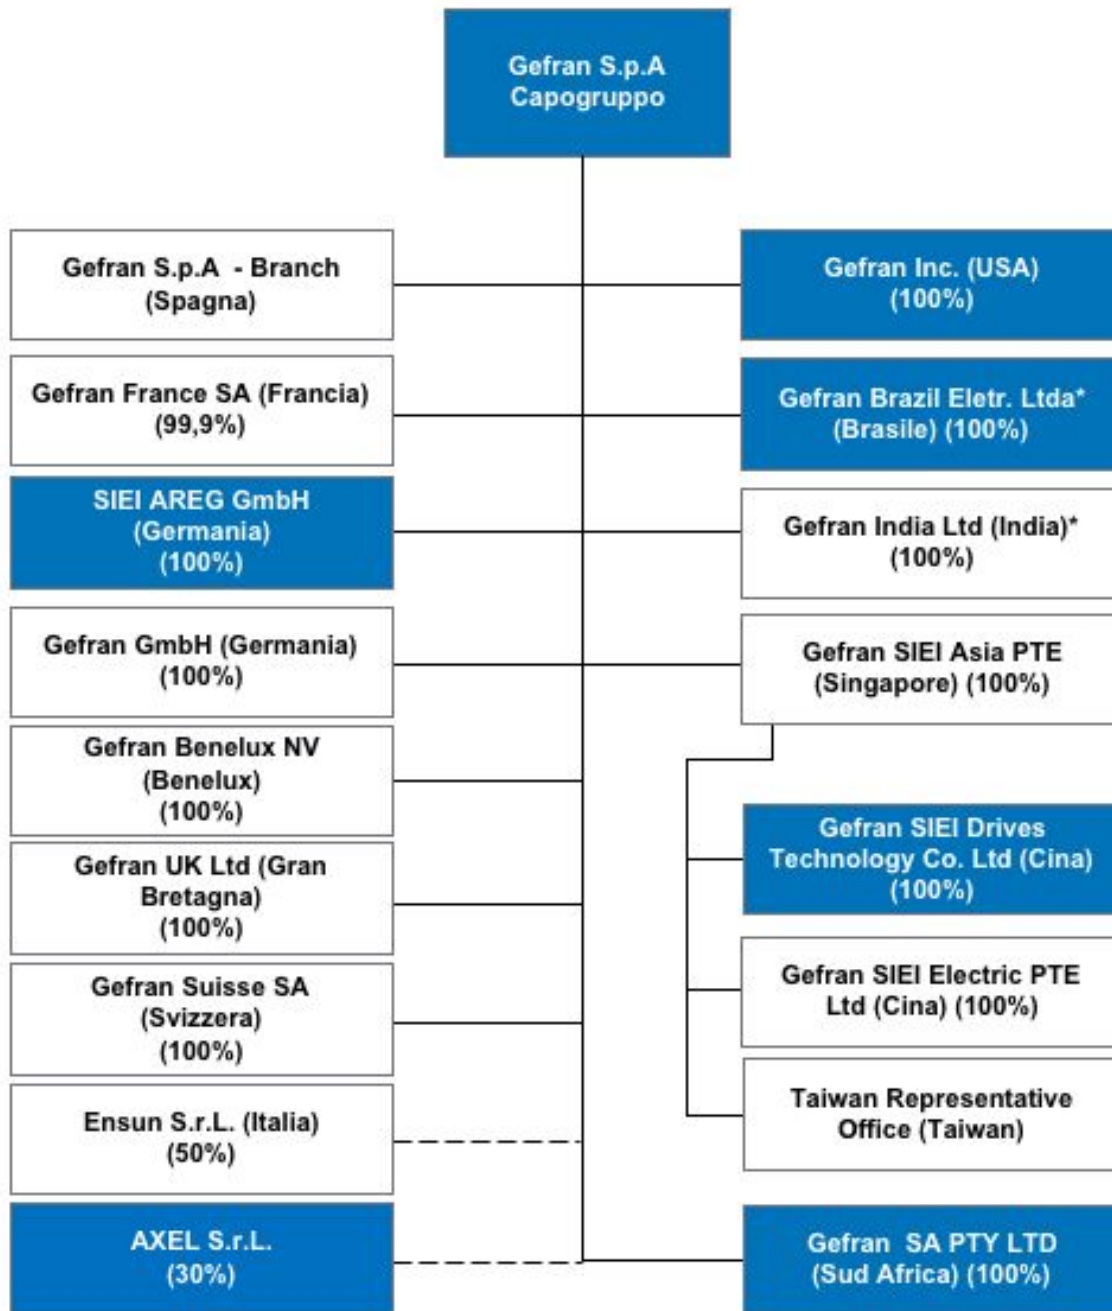 Gefran S.p.A
Capogruppo
Gefran S.p.A - Branch
(Spagna)
Gefran France SA (Francia)
(99,9%)
SIEI AREG GmbH
(Germania)
(100%)
Gefran GmbH (Germania)
(100%)
Gefran Benelux NV
(Benelux)
(100%)
Gefran UK Ltd (Gran
Bretagna)
(100%)
Gefran Suisse SA
(Svizzera)
(100%)
Ensun S.r.L. (Italia)
(50%)
AXEL S.r.L.
(30%)
Gefran Inc. (USA)
(100%)
Gefran Brazil Eletr. Ltda*
(Brasile) (100%)
Gefran India Ltd (India)*
(100%)
Gefran SIEI Asia PTE
(Singapore) (100%)
Gefran SIEI Drives
Technology Co. Ltd (Cina)
(100%)
Gefran SIEI Electric PTE
Ltd (Cina) (100%)
Taiwan Representative
Office (Taiwan)
Gefran SA PTY LTD
(Sud Africa) (100%)